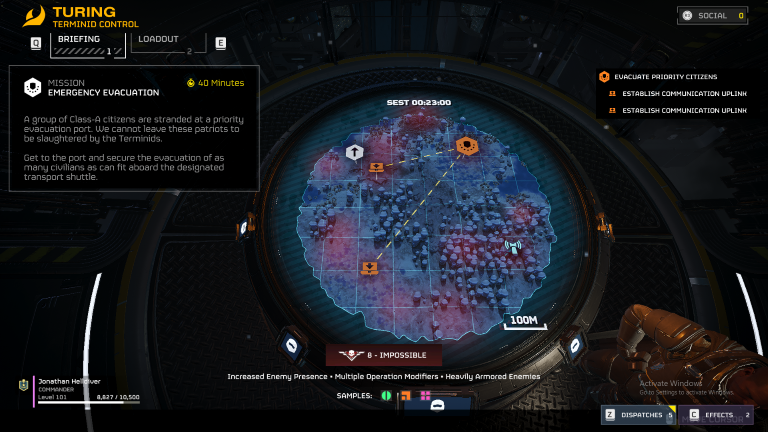 TURING
TERMINID CONTROL
SOCIAL 0
Q
BRIEFING
1
LOADOUT
2
E
MISSION
EMERGENCY EVACUATION
40 Minutes
A group of Class-A citizens are stranded at a priority
evacuation port. We cannot leave these patriots to
be slaughtered by the Terminids.
Get to the port and secure the evacuation of as
many civilians as can fit aboard the designated
transport shuttle.
EVACUATE PRIORITY CITIZENS
ESTABLISH COMMUNICATION UPLINK
ESTABLISH COMMUNICATION UPLINK
SEST 00:23:00
100M
8 - IMPOSSIBLE
Increased Enemy Presence • Multiple Operation Modifiers • Heavily Armored Enemies
SAMPLES:
Jonathan Helldiver
COMMANDER
Level 101
8,827 / 10,500
Activate Windows
Go to Settings to activate Windows.
Z
DISPATCHES 5
C
EFFECTS 2
CURSOR